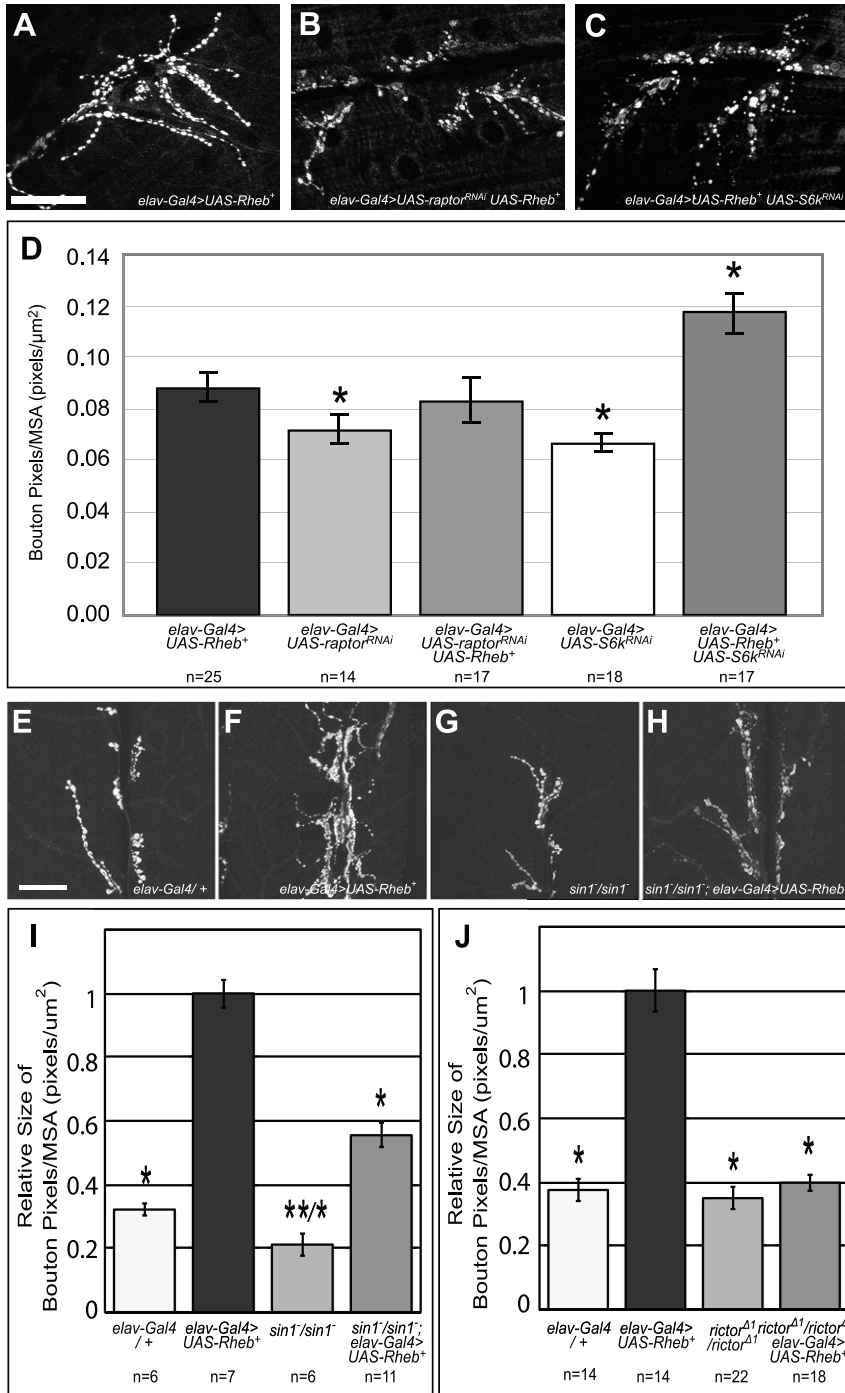 A
B
C
elav-Gal4>UAS-Rheb⁺
elav-Gal4>UAS-raptorᴿᴺᴬⁱ UAS-Rheb⁺
elav-Gal4>UAS-Rheb⁺ UAS-S6kᴿᴺᴬⁱ
D
Bouton Pixels/MSA (pixels/µm²)
0.14
0.12
0.10
0.08
0.06
0.04
0.02
0.00
*
*
*
elav-Gal4>
UAS-Rheb⁺
n=25
elav-Gal4>
UAS-raptorᴿᴺᴬⁱ
n=14
elav-Gal4>
UAS-raptorᴿᴺᴬⁱ
UAS-Rheb⁺
n=17
elav-Gal4>
UAS-S6kᴿᴺᴬⁱ
n=18
elav-Gal4>
UAS-Rheb⁺
UAS-S6kᴿᴺᴬⁱ
n=17
E
F
G
H
elav-Gal4/ +
elav-Gal4>UAS-Rheb⁺
sin1⁻/sin1⁻
sin1⁻/sin1⁻; elav-Gal4>UAS-Rheb
I
Relative Size of
Bouton Pixels/MSA (pixels/um²)
1
0.8
0.6
0.4
0.2
0
*
**/*
*
elav-Gal4
/ +
n=6
elav-Gal4>
UAS-Rheb⁺
n=7
sin1⁻/sin1⁻
n=6
sin1⁻/sin1⁻;
elav-Gal4>
UAS-Rheb⁺
n=11
J
Relative Size of
Bouton Pixels/MSA (pixels/um²)
1
0.8
0.6
0.4
0.2
0
*
*
*
elav-Gal4
/ +
n=14
elav-Gal4>
UAS-Rheb⁺
n=14
rictorᐃ¹
/rictorᐃ¹
n=22
rictorᐃ¹/rictorᐃ
elav-Gal4>
UAS-Rheb⁺
n=18